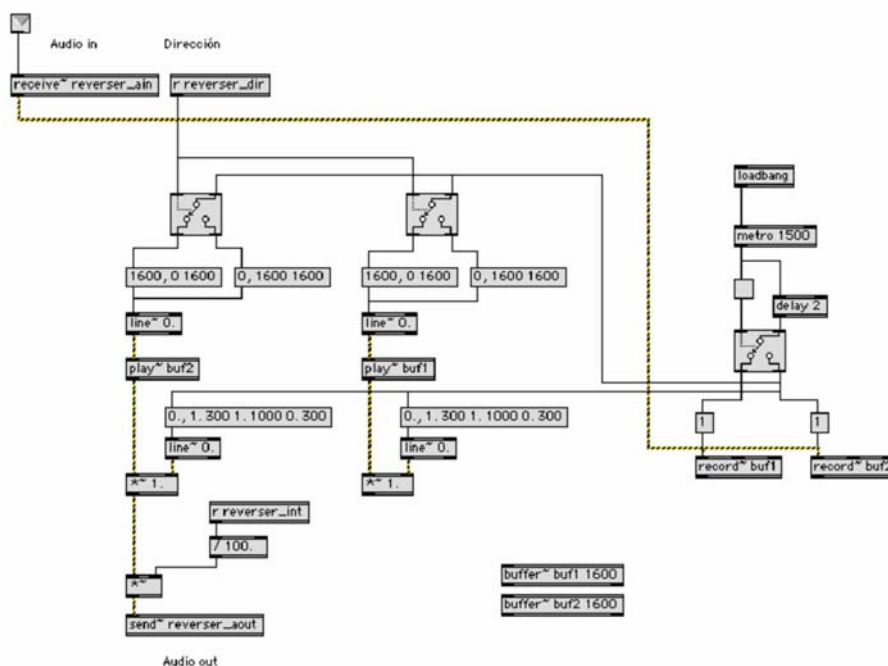 Audio in
Dirección
receive~ reverser_ain
r reverser_dir
loadbang
metro 1500
delay 2
1600, 0 1600
0, 1600 1600
1600, 0 1600
0, 1600 1600
line~ 0.
line~ 0.
play~ buf2
play~ buf1
0., 1. 300 1. 1000 0. 300
0., 1. 300 1. 1000 0. 300
1
1
line~ 0.
line~ 0.
record~ buf1
record~ buf2
*~ 1.
*~ 1.
r reverser_int
/ 100.
*~
buffer~ buf1 1600
buffer~ buf2 1600
send~ reverser_aout
Audio out